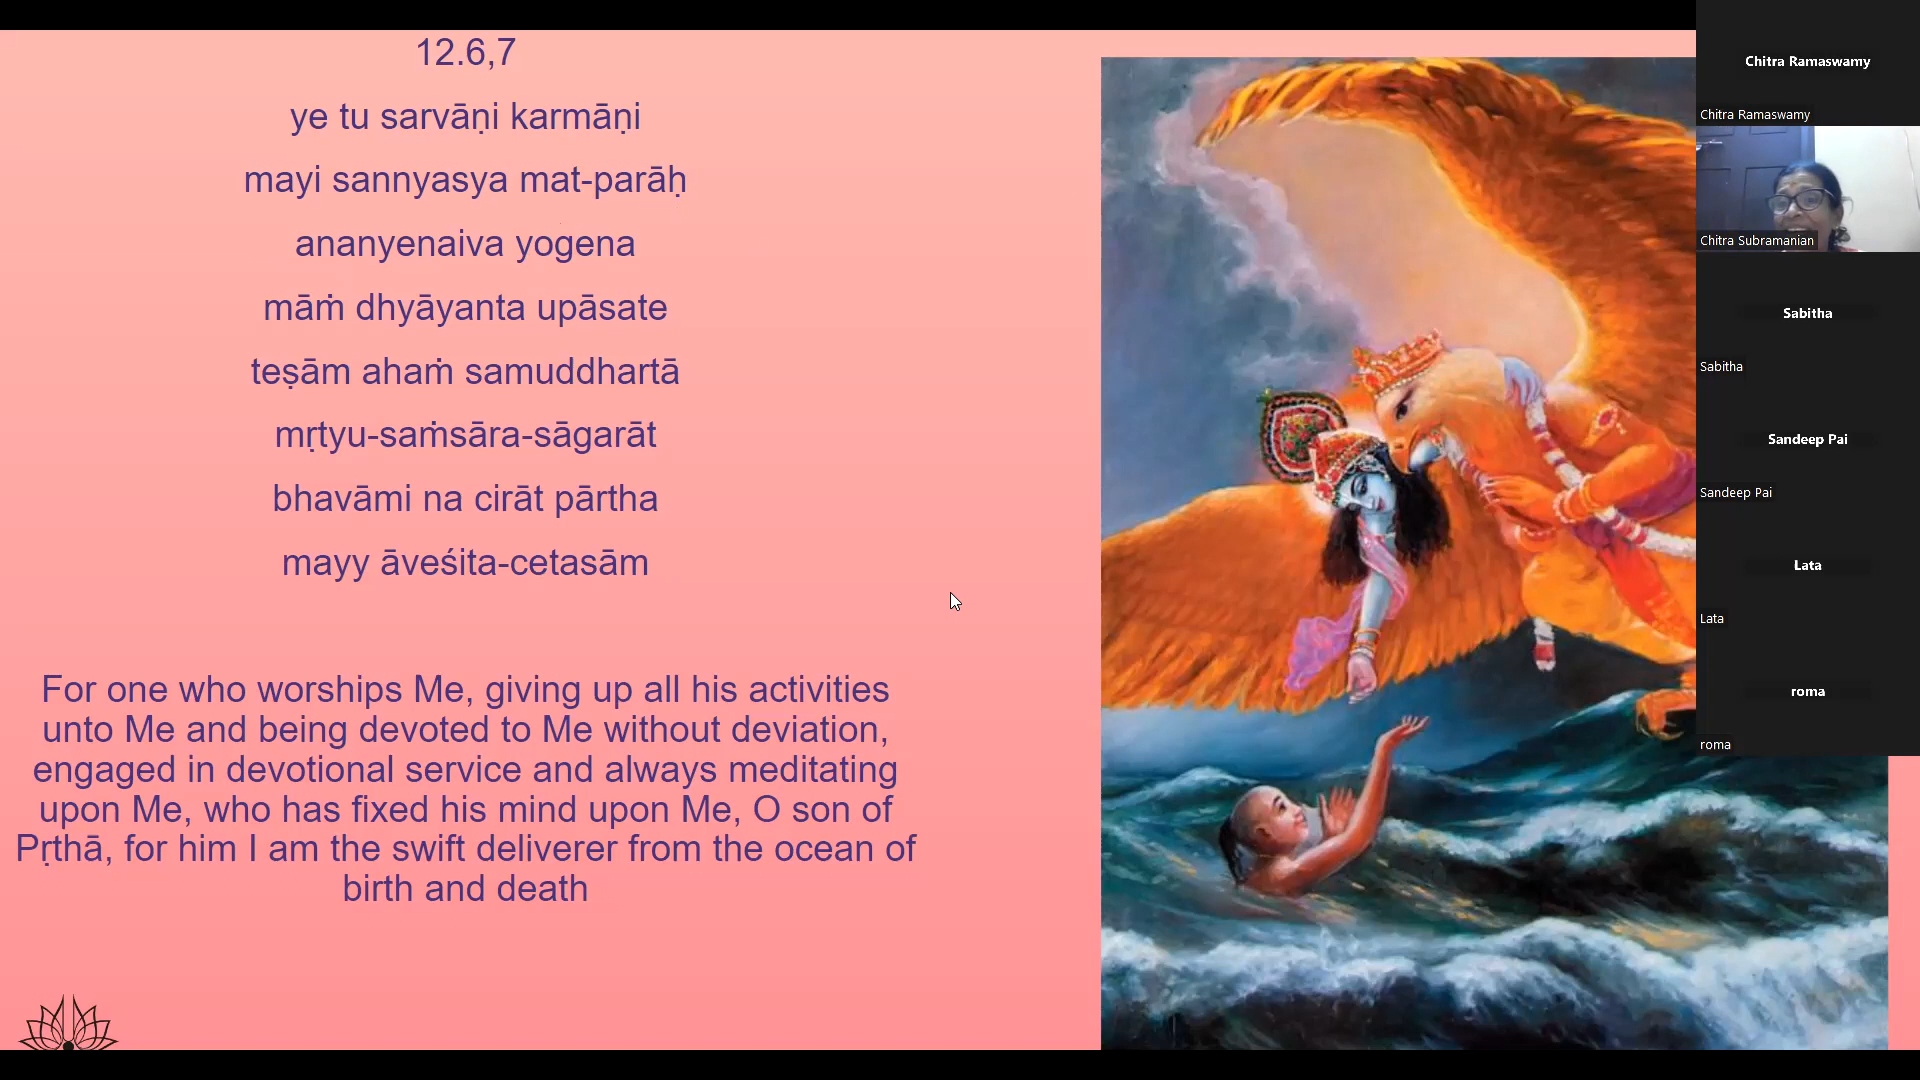 12.6,7
ye tu sarvāṇi karmāṇi
mayi sannyasya mat-parāḥ
ananyenaiva yogena
māṁ dhyāyanta upāsate
teṣām ahaṁ samuddhartā
mṛtyu-saṁsāra-sāgarāt
bhavāmi na cirāt pārtha
mayy āveśita-cetasām
For one who worships Me, giving up all his activities
unto Me and being devoted to Me without deviation,
engaged in devotional service and always meditating
upon Me, who has fixed his mind upon Me, O son of
Pṛthā, for him I am the swift deliverer from the ocean of
birth and death
Chitra Ramaswamy
Chitra Ramaswamy
Chitra Subramanian
Sabitha
Sabitha
Sandeep Pai
Sandeep Pai
Lata
Lata
roma
roma